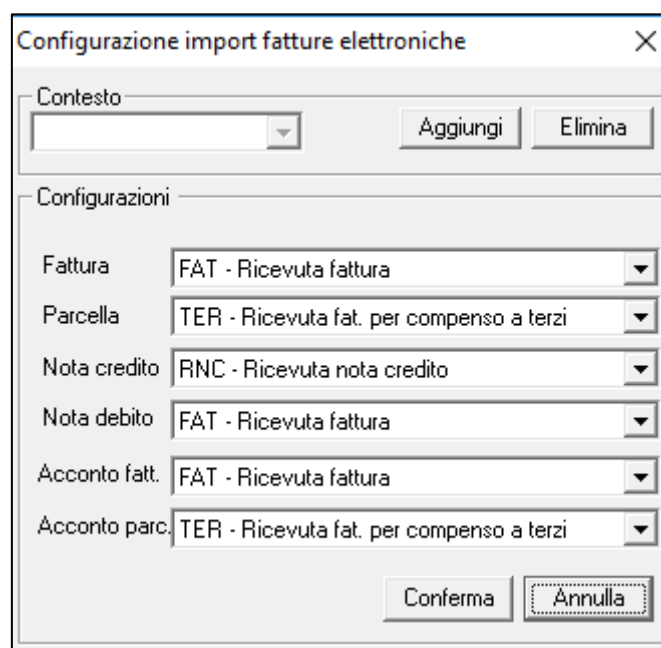 Configurazione import fatture elettroniche
Contesto
Aggiungi Elimina
Configurazioni
Fattura FAT - Ricevuta fattura
Parcella TER - Ricevuta fat. per compenso a terzi
Nota credito RNC - Ricevuta nota credito
Nota debito FAT - Ricevuta fattura
Acconto fatt. FAT - Ricevuta fattura
Acconto parc. TER - Ricevuta fat. per compenso a terzi
Conferma Annulla